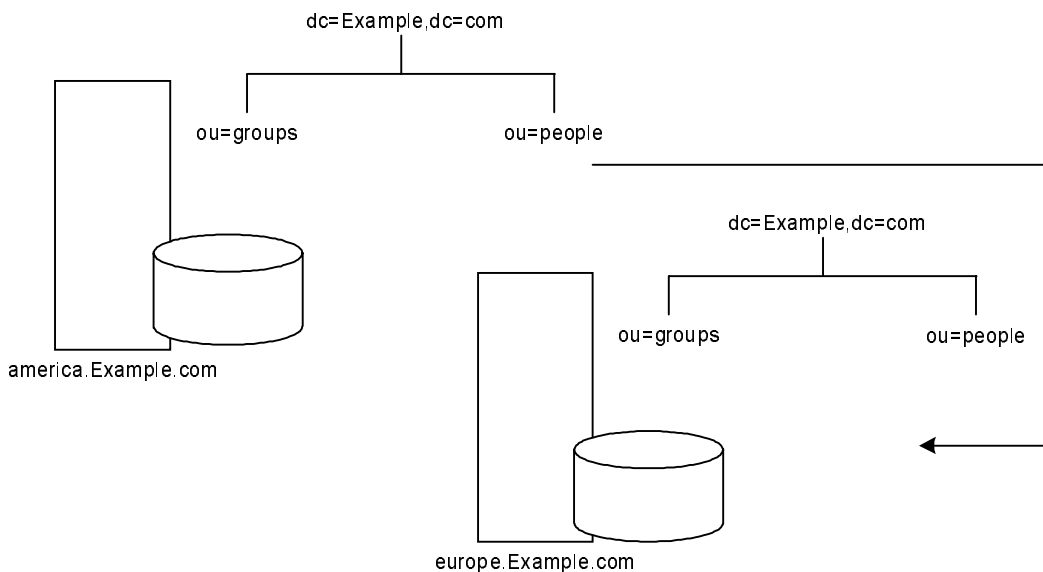 dc=Example,dc=com
ou=groups
ou=people
america.Example.com
dc=Example,dc=com
ou=groups
ou=people
europe.Example.com